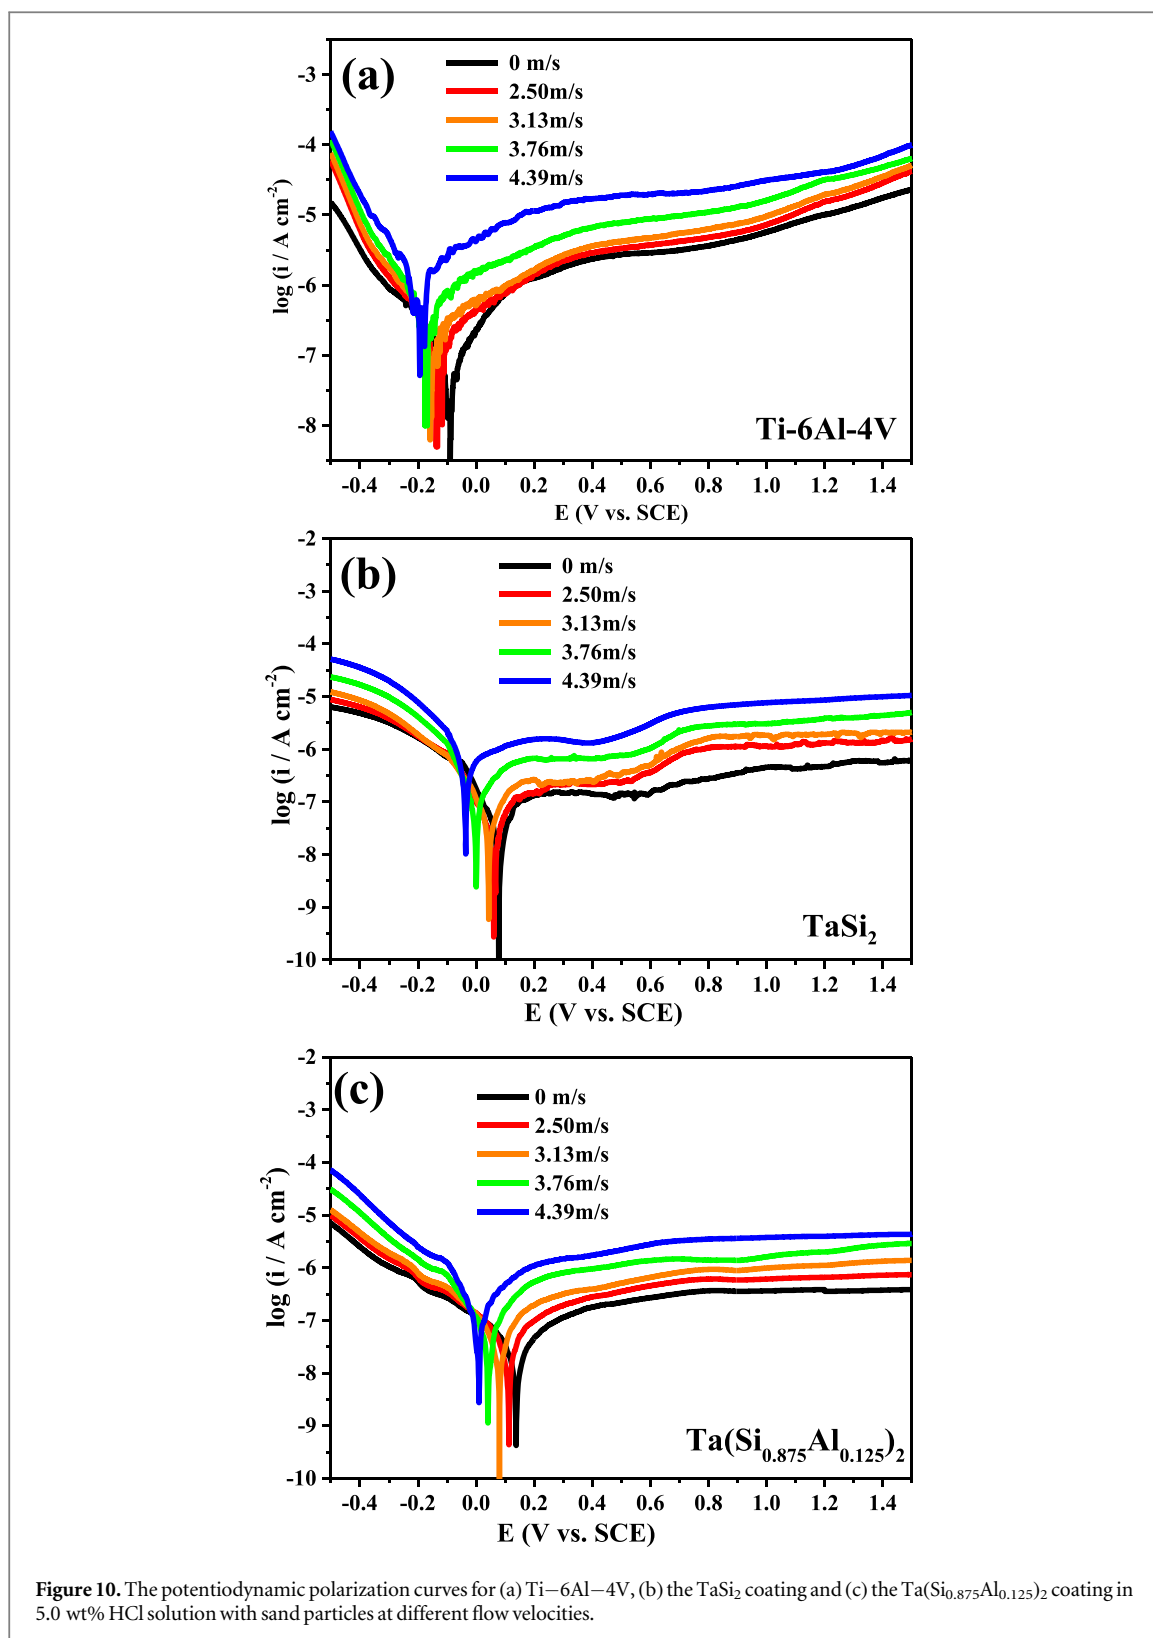 (a)
0 m/s
2.50m/s
3.13m/s
3.76m/s
4.39m/s
-3
-4
-5
-6
-7
-8
log (i / A cm⁻²)
Ti-6Al-4V
-0.4 -0.2 0.0 0.2 0.4 0.6 0.8 1.0 1.2 1.4
E (V vs. SCE)
(b)
0 m/s
2.50m/s
3.13m/s
3.76m/s
4.39m/s
-2
-3
-4
-5
-6
-7
-8
-9
-10
log (i / A cm⁻²)
TaSi₂
-0.4 -0.2 0.0 0.2 0.4 0.6 0.8 1.0 1.2 1.4
E (V vs. SCE)
(c)
0 m/s
2.50m/s
3.13m/s
3.76m/s
4.39m/s
-2
-3
-4
-5
-6
-7
-8
-9
-10
log (i / A cm⁻²)
Ta(Si₀.₈₇₅Al₀.₁₂₅)₂
-0.4 -0.2 0.0 0.2 0.4 0.6 0.8 1.0 1.2 1.4
E (V vs. SCE)
Figure 10. The potentiodynamic polarization curves for (a) Ti−6Al−4V, (b) the TaSi₂ coating and (c) the Ta(Si₀.₈₇₅Al₀.₁₂₅)₂ coating in
5.0 wt% HCl solution with sand particles at different flow velocities.